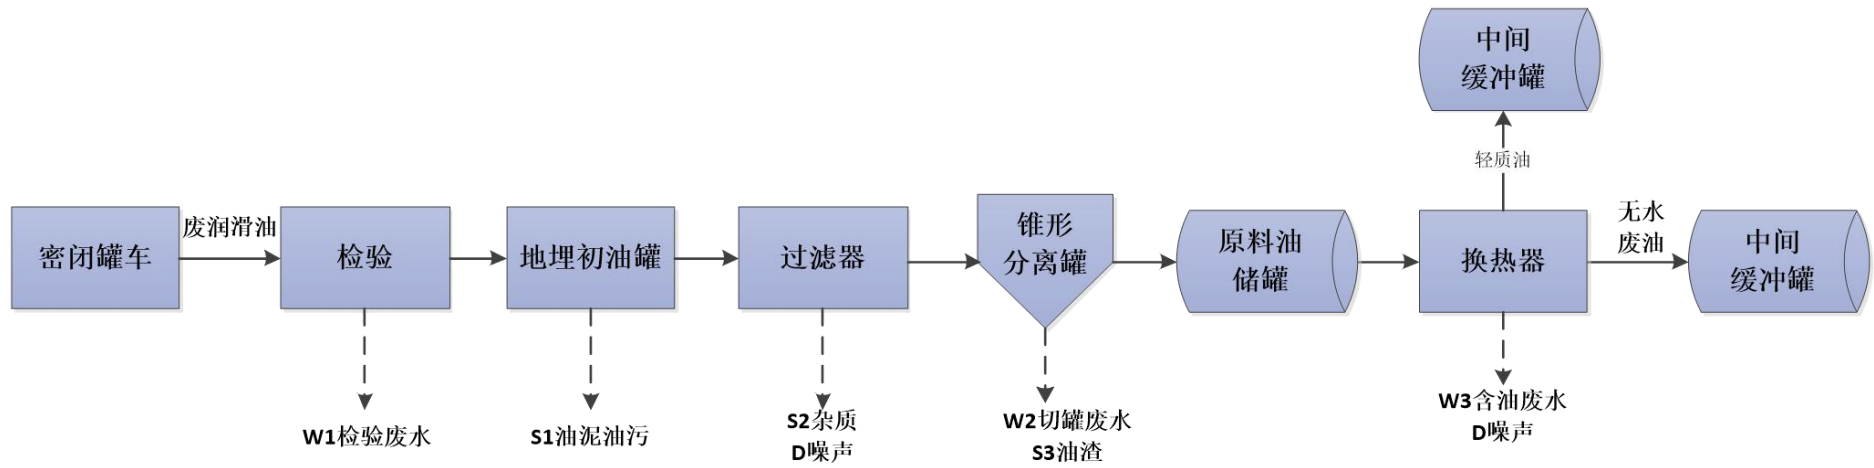 中间
缓冲罐
轻质油
密闭罐车
废润滑油
检验
地埋初油罐
过滤器
锥形
分离罐
原料油
储罐
换热器
无水
废油
中间
缓冲罐
W1检验废水
S1油泥油污
S2杂质
D噪声
W2切罐废水
S3油渣
W3含油废水
D噪声